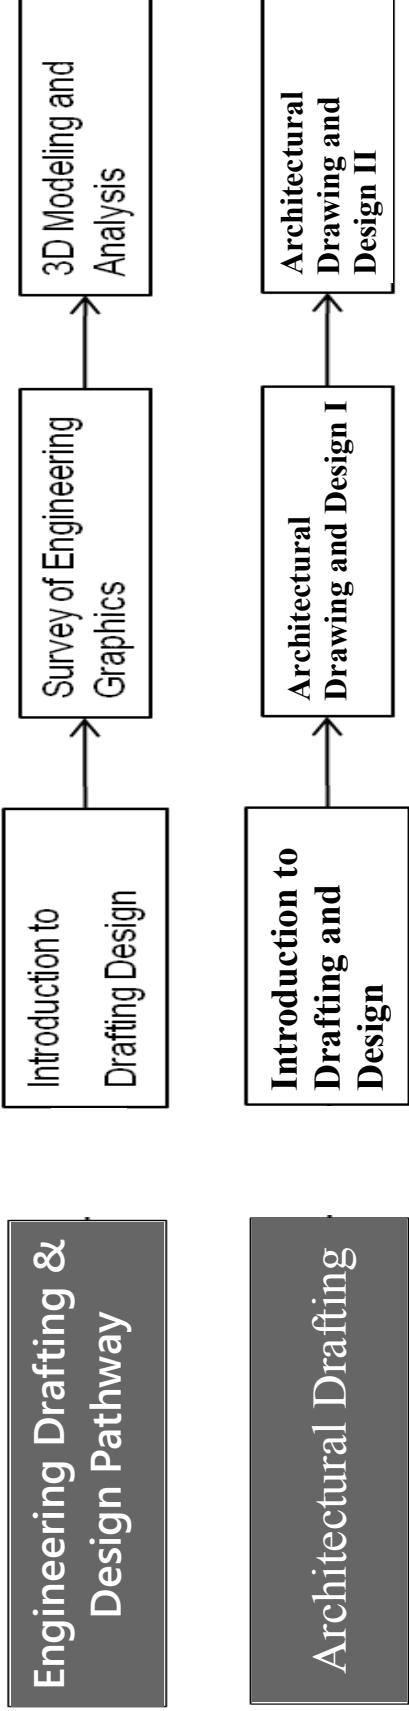 Engineering Drafting &
Design Pathway
Introduction to
Drafting Design
Survey of Engineering
Graphics
3D Modeling and
Analysis
Architectural Drafting
Introduction to
Drafting and
Design
Architectural
Drawing and Design I
Architectural
Drawing and
Design II